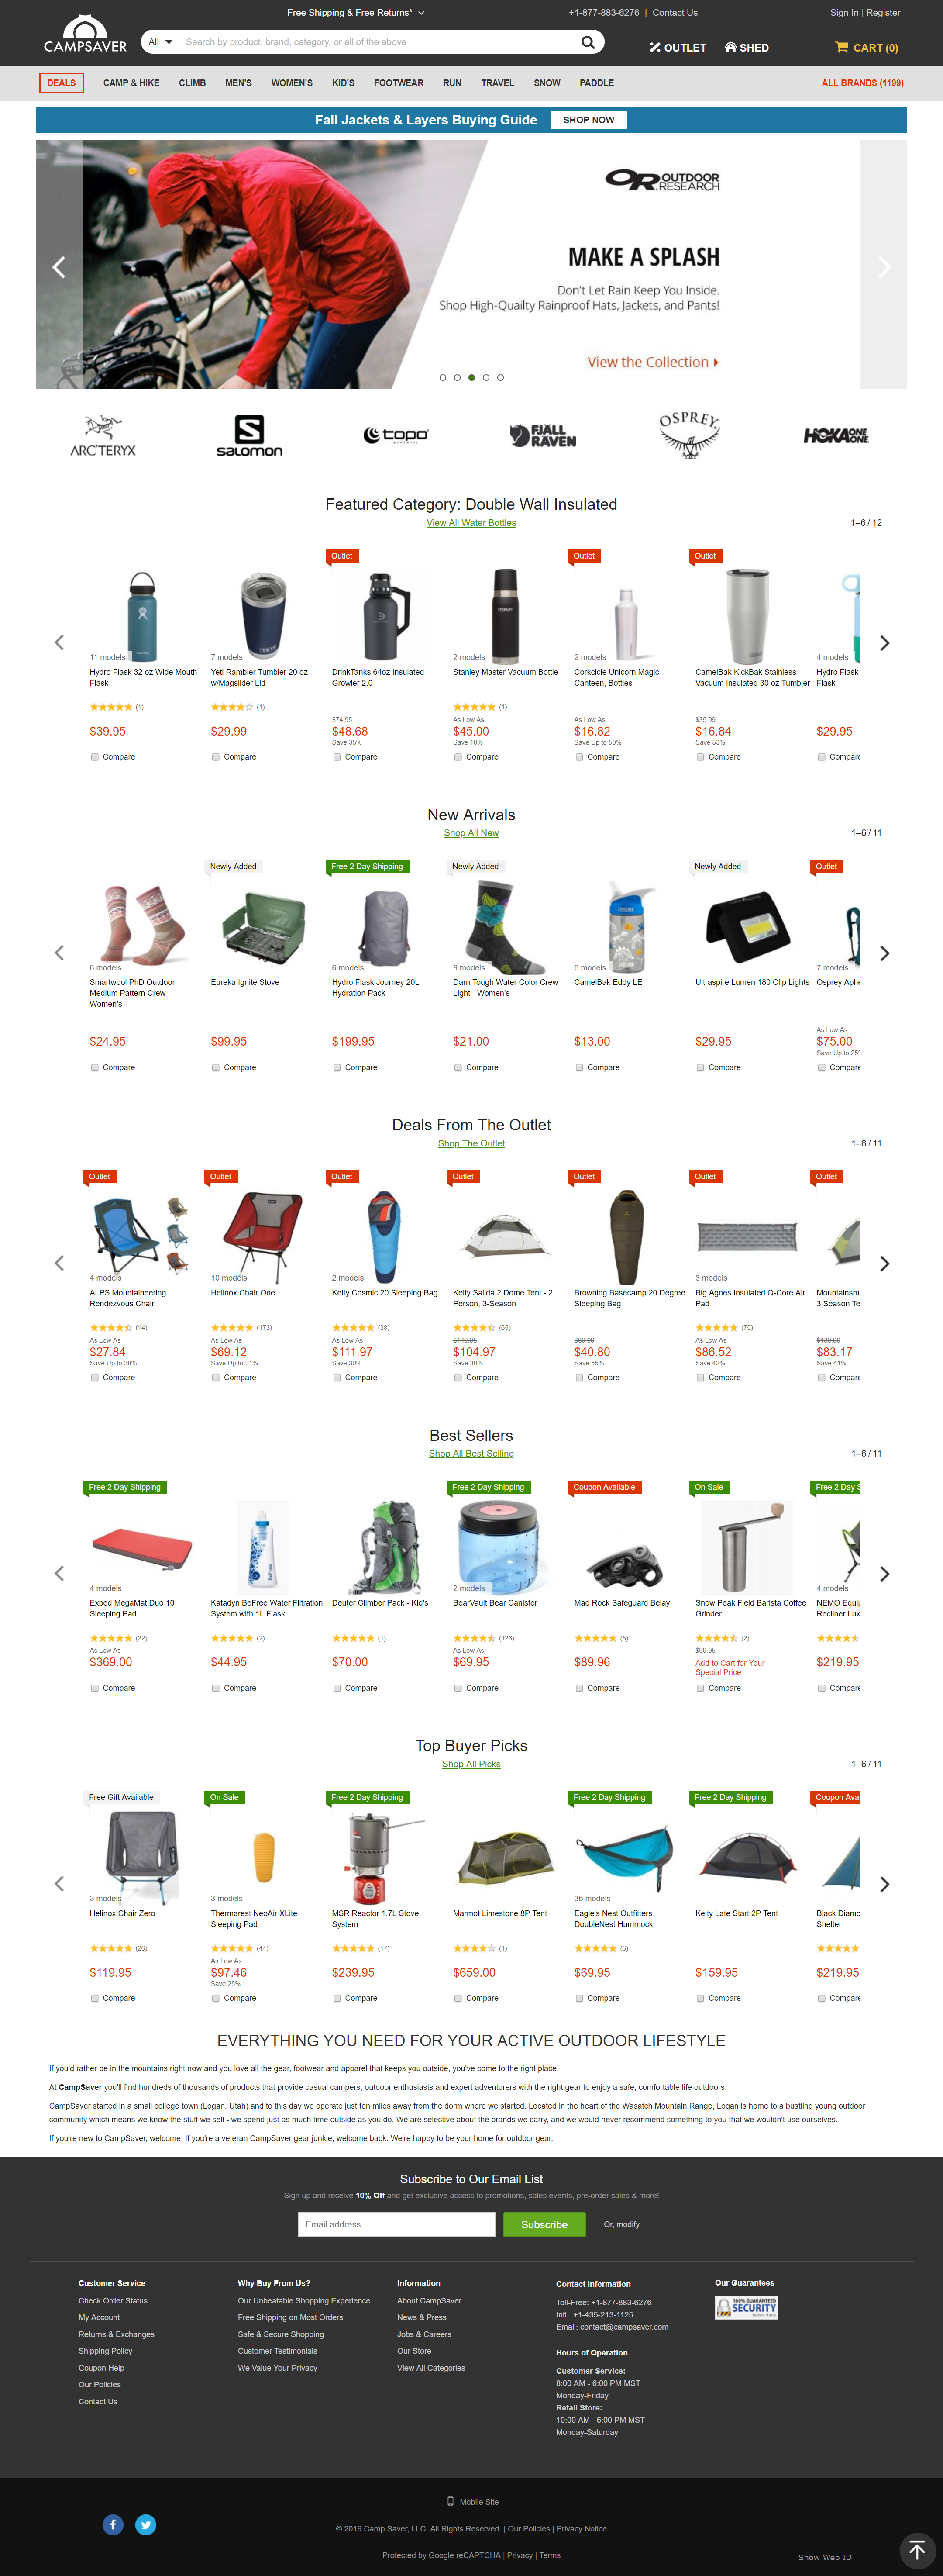 Free Shipping & Free Returns*
+1-877-883-6276 | Contact Us
Sign In | Register
CAMPSAVER
All
Search by product, brand, category, or all of the above
OUTLET
SHED
CART (0)
DEALS CAMP & HIKE CLIMB MEN'S WOMEN'S KID'S FOOTWEAR RUN TRAVEL SNOW PADDLE ALL BRANDS (1199)
Fall Jackets & Layers Buying Guide SHOP NOW
OR OUTDOOR RESEARCH
MAKE A SPLASH
Don't Let Rain Keep You Inside.
Shop High-Quailty Rainproof Hats, Jackets, and Pants!
View the Collection
ARC'TERYX salomon topo ATHLETIC FJÄLL RÄVEN OSPREY HOKA ONE ONE
Featured Category: Double Wall Insulated
View All Water Bottles
1–6 / 12
Outlet Outlet Outlet
11 models 7 models 2 models 2 models 4 models
Hydro Flask 32 oz Wide Mouth Yeti Rambler Tumbler 20 oz DrinkTanks 64oz Insulated Stanley Master Vacuum Bottle Corkcicle Unicorn Magic CamelBak KickBak Stainless Hydro Flask
Flask w/Magslider Lid Growler 2.0 Canteen, Bottles Vacuum Insulated 30 oz Tumbler Flask
(1) (1) (1)
$74.95 As Low As As Low As $35.99
$39.95 $29.99 $48.68 $45.00 $16.82 $16.84 $29.95
Save 35% Save 10% Save Up to 50% Save 53%
Compare Compare Compare Compare Compare Compare Compare
New Arrivals
Shop All New
1–6 / 11
Newly Added Free 2 Day Shipping Newly Added Newly Added Outlet
6 models 6 models 9 models 6 models 7 models
Smartwool PhD Outdoor Eureka Ignite Stove Hydro Flask Journey 20L Darn Tough Water Color Crew CamelBak Eddy LE Ultraspire Lumen 180 Clip Lights Osprey Aphe
Medium Pattern Crew - Hydration Pack Light - Women's
Women's
As Low As
$24.95 $99.95 $199.95 $21.00 $13.00 $29.95 $75.00
Save Up to 25%
Compare Compare Compare Compare Compare Compare Compare
Deals From The Outlet
Shop The Outlet
1–6 / 11
Outlet Outlet Outlet Outlet Outlet Outlet Outlet
4 models 10 models 2 models 3 models
ALPS Mountaineering Helinox Chair One Kelty Cosmic 20 Sleeping Bag Kelty Salida 2 Dome Tent - 2 Browning Basecamp 20 Degree Big Agnes Insulated Q-Core Air Mountainsm
Rendezvous Chair Person, 3-Season Sleeping Bag Pad 3 Season Te
(14) (173) (38) (65) (75)
As Low As As Low As As Low As $149.95 $89.99 As Low As $139.99
$27.84 $69.12 $111.97 $104.97 $40.80 $86.52 $83.17
Save Up to 38% Save Up to 31% Save 30% Save 30% Save 55% Save 42% Save 41%
Compare Compare Compare Compare Compare Compare Compare
Best Sellers
Shop All Best Selling
1–6 / 11
Free 2 Day Shipping Free 2 Day Shipping Coupon Available On Sale Free 2 Day S
4 models 2 models 4 models
Exped MegaMat Duo 10 Katadyn BeFree Water Filtration Deuter Climber Pack - Kid's BearVault Bear Canister Mad Rock Safeguard Belay Snow Peak Field Barista Coffee NEMO Equip
Sleeping Pad System with 1L Flask Grinder Recliner Lux
(22) (2) (1) (126) (5) (2)
As Low As As Low As $99.95
$369.00 $44.95 $70.00 $69.95 $89.96 Add to Cart for Your $219.95
Special Price
Compare Compare Compare Compare Compare Compare Compare
Top Buyer Picks
Shop All Picks
1–6 / 11
Free Gift Available On Sale Free 2 Day Shipping Free 2 Day Shipping Free 2 Day Shipping Coupon Avai
3 models 3 models 35 models
Helinox Chair Zero Thermarest NeoAir XLite MSR Reactor 1.7L Stove Marmot Limestone 8P Tent Eagle's Nest Outfitters Kelty Late Start 2P Tent Black Diamo
Sleeping Pad System DoubleNest Hammock Shelter
(26) (44) (17) (1) (6)
As Low As
$119.95 $97.46 $239.95 $659.00 $69.95 $159.95 $219.95
Save 25%
Compare Compare Compare Compare Compare Compare Compare
EVERYTHING YOU NEED FOR YOUR ACTIVE OUTDOOR LIFESTYLE
If you'd rather be in the mountains right now and you love all the gear, footwear and apparel that keeps you outside, you've come to the right place.
At CampSaver you'll find hundreds of thousands of products that provide casual campers, outdoor enthusiasts and expert adventurers with the right gear to enjoy a safe, comfortable life outdoors.
CampSaver started in a small college town (Logan, Utah) and to this day we operate just ten miles away from the dorm where we started. Located in the heart of the Wasatch Mountain Range, Logan is home to a bustling young outdoor
community which means we know the stuff we sell - we spend just as much time outside as you do. We are selective about the brands we carry, and we would never recommend something to you that we wouldn't use ourselves.
If you're new to CampSaver, welcome. If you're a veteran CampSaver gear junkie, welcome back. We're happy to be your home for outdoor gear.
Subscribe to Our Email List
Sign up and receive 10% Off and get exclusive access to promotions, sales events, pre-order sales & more!
Email address... Subscribe Or, modify
Customer Service
Check Order Status
My Account
Returns & Exchanges
Shipping Policy
Coupon Help
Our Policies
Contact Us
Why Buy From Us?
Our Unbeatable Shopping Experience
Free Shipping on Most Orders
Safe & Secure Shopping
Customer Testimonials
We Value Your Privacy
Information
About CampSaver
News & Press
Jobs & Careers
Our Store
View All Categories
Contact Information
Toll-Free: +1-877-883-6276
Intl.: +1-435-213-1125
Email: contact@campsaver.com
Hours of Operation
Customer Service:
8:00 AM - 6:00 PM MST
Monday-Friday
Retail Store:
10:00 AM - 6:00 PM MST
Monday-Saturday
Our Guarantees
100% GUARANTEED
SECURITY
Mobile Site
© 2019 Camp Saver, LLC. All Rights Reserved. | Our Policies | Privacy Notice
Protected by Google reCAPTCHA | Privacy | Terms
Show Web ID